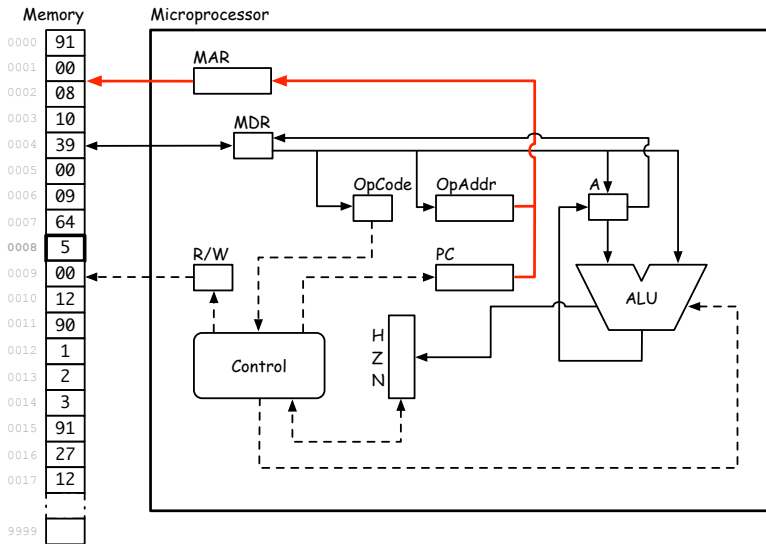 Memory
Microprocessor
0000 91
0001 00
0002 08
0003 10
0004 39
0005 00
0006 09
0007 64
0008 5
0009 00
0010 12
0011 90
0012 1
0013 2
0014 3
0015 91
0016 27
0017 12
9999
MAR
MDR
OpCode
OpAddr
A
R/W
PC
ALU
H
Z
N
Control